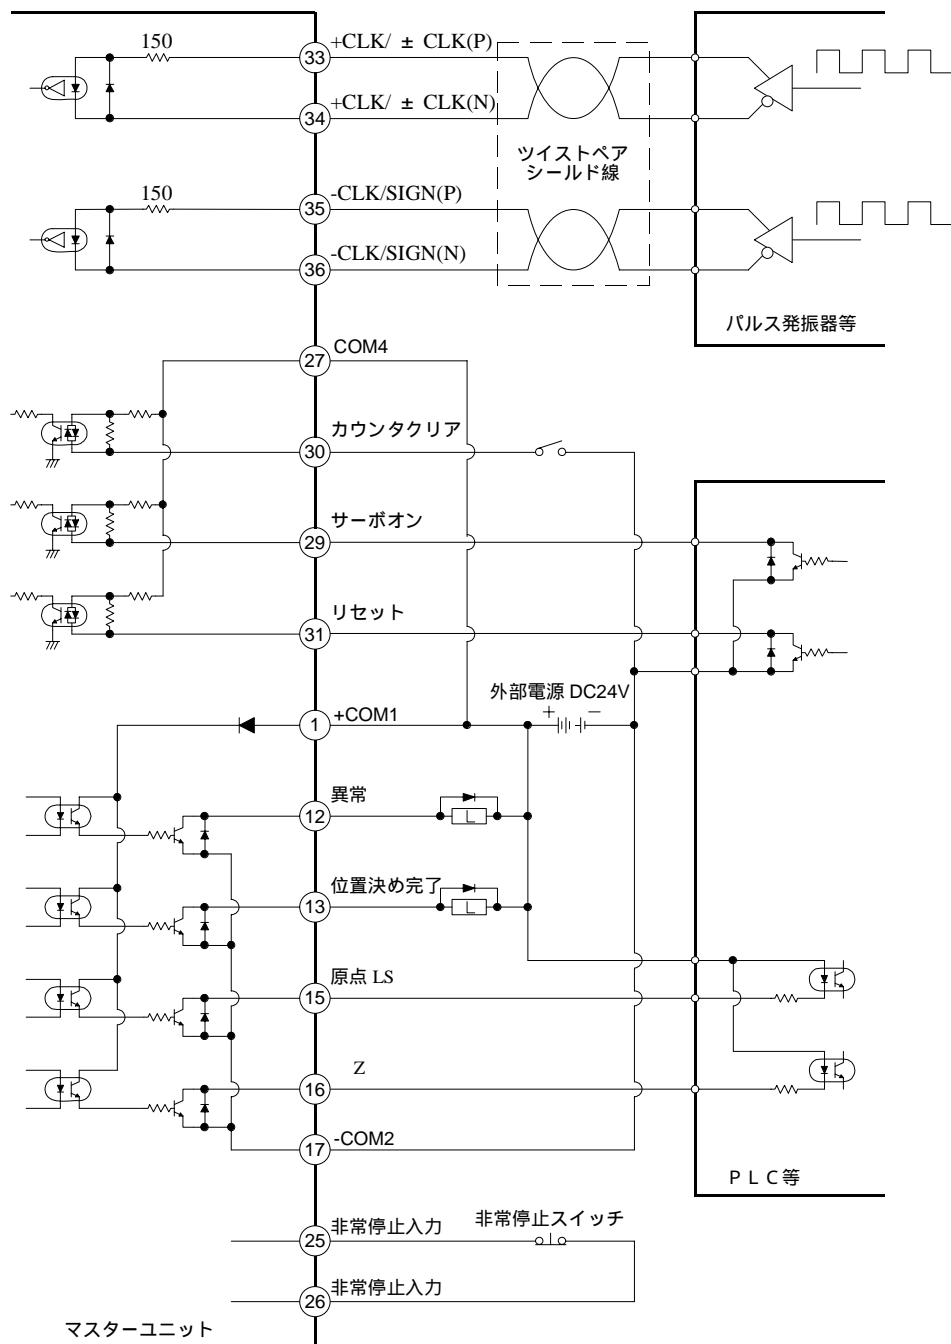 150
33
+CLK/ ± CLK(P)
+CLK/ ± CLK(N)
34
ツイストペア
シールド線
150
35
-CLK/SIGN(P)
-CLK/SIGN(N)
36
パルス発振器等
27
COM4
カウンタクリア
30
サーボオン
29
リセット
31
外部電源 DC24V
+ −
1
+COM1
異常
12
L
位置決め完了
13
L
原点 LS
15
Z
16
-COM2
17
PLC等
非常停止入力
非常停止スイッチ
25
非常停止入力
26
マスターユニット